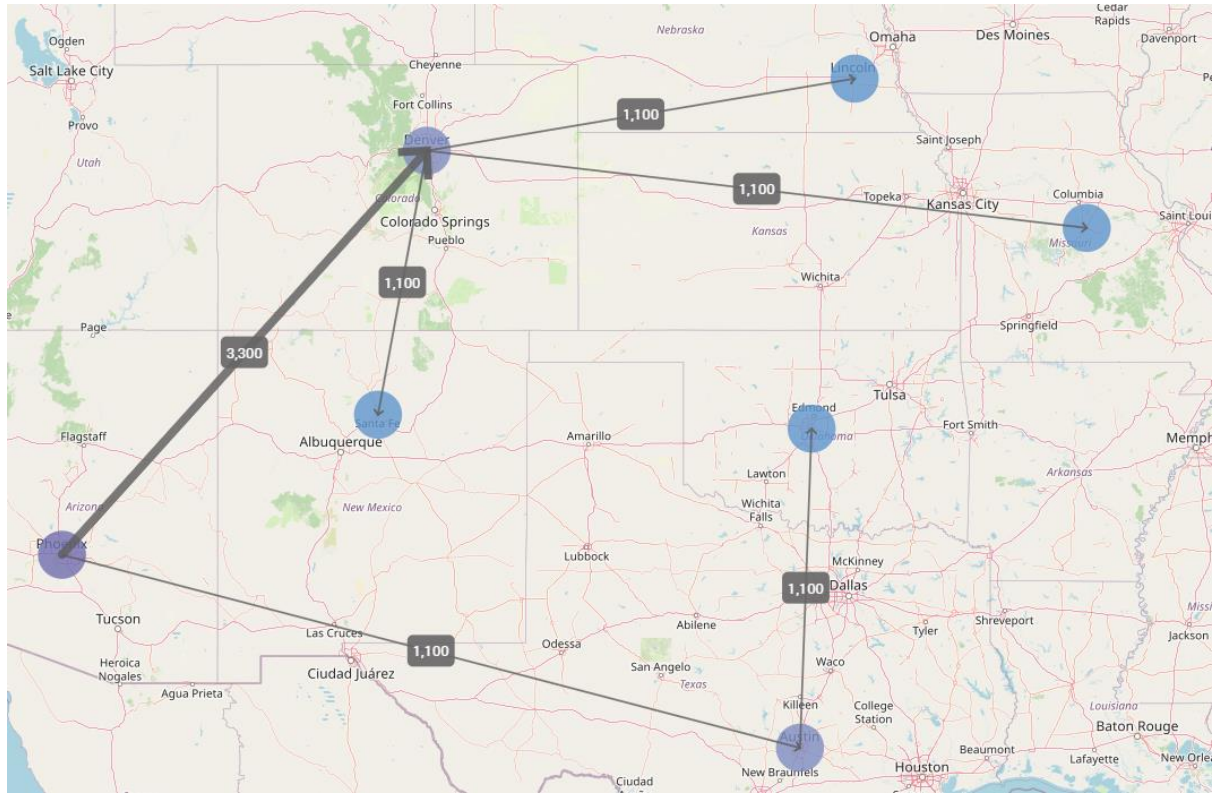 Nebraska
Cedar
Rapids
Ogden
Omaha
Des Moines
Davenport
Salt Lake City
Cheyenne
Lincoln
Fort Collins
1,100
Provo
Denver
Saint Joseph
Utah
1,100
Topeka
Columbia
Colorado
Kansas City
Colorado Springs
Saint Loui
Kansas
Pueblo
Missouri
Wichita
1,100
Page
Springfield
3,300
Tulsa
Edmond
Santa Fe
Flagstaff
Albuquerque
Amarillo
Oklahoma
Fort Smith
Memph
Lawton
Arkansas
Arizona
New Mexico
Wichita
Falls
Phoenix
Lubbock
McKinney
1,100
Dallas
Tucson
Abilene
Shreveport
Missi
Las Cruces
Tyler
Jackson
1,100
Odessa
Heroica
Nogales
Ciudad Juárez
San Angelo
Waco
Agua Prieta
Texas
Killeen
College
Station
Louisiana
Austin
Baton Rouge
Beaumont
New Braunfels
Houston
Lafayette
New Orle
Ciudad